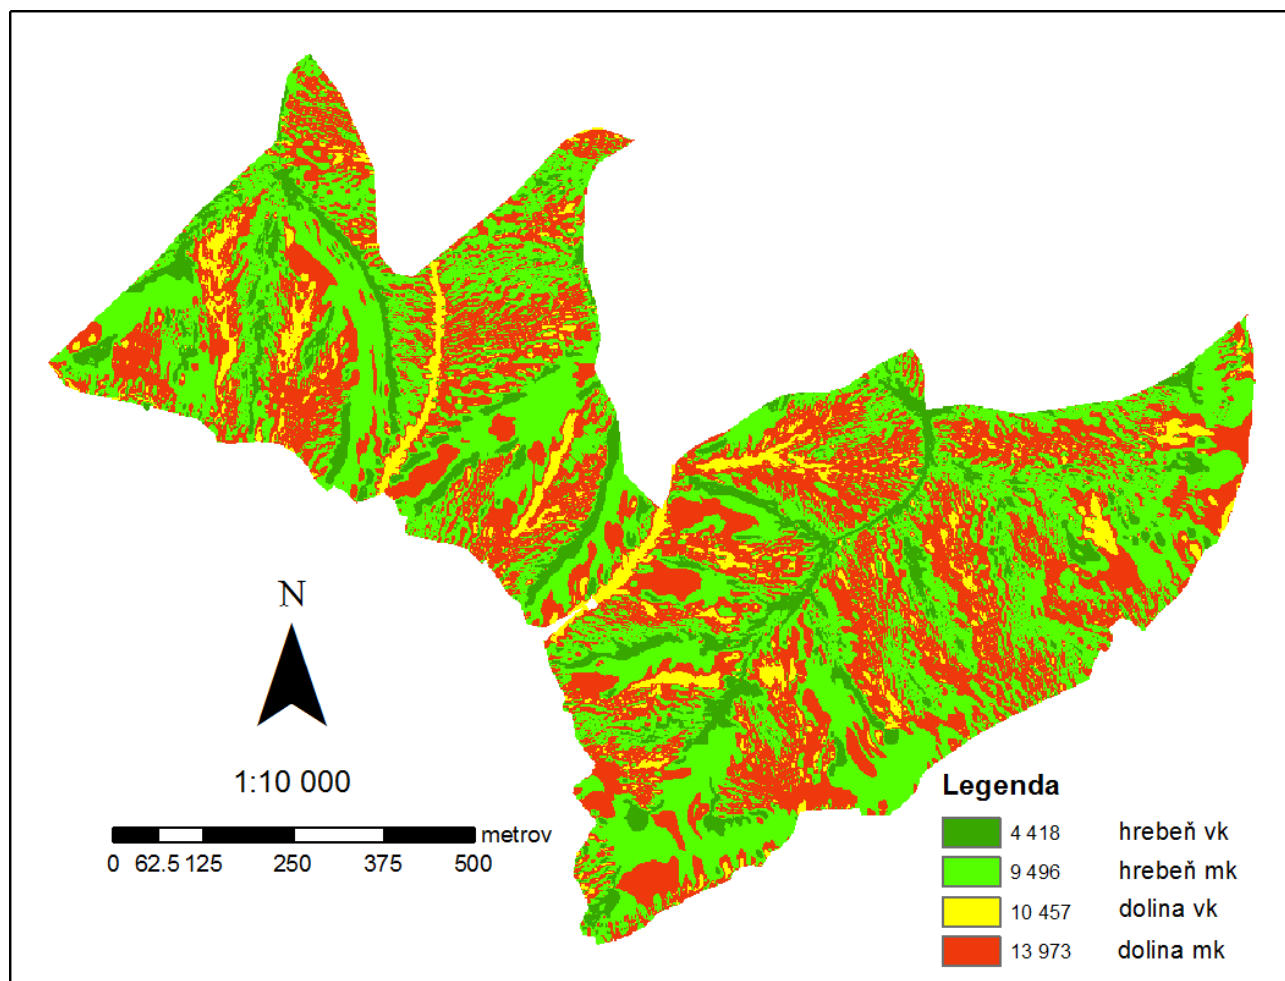 N
1:10 000
metrov
0 62.5 125 250 375 500
Legenda
4 418 hrebeň vk
9 496 hrebeň mk
10 457 dolina vk
13 973 dolina mk